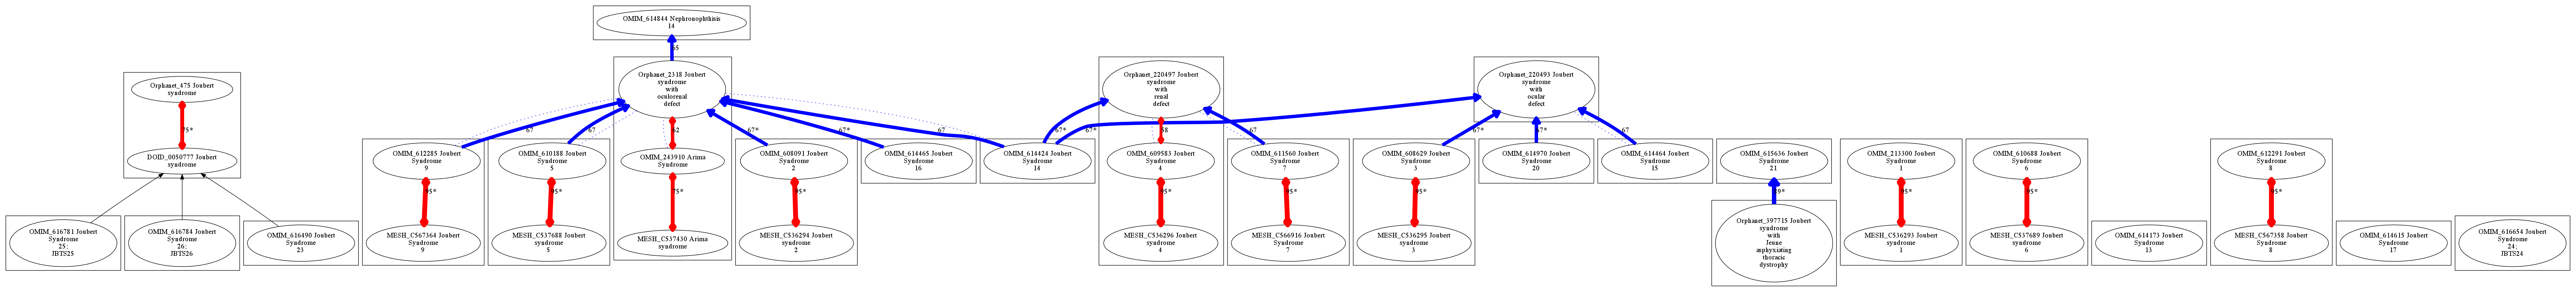 OMIM_614844 Nephronophthisis
14
65
Orphanet_475 Joubert
syndrome
75*
DOID_0050777 Joubert
syndrome
Orphanet_2318 Joubert
syndrome
with
oculorenal
defect
Orphanet_220497 Joubert
syndrome
with
renal
defect
Orphanet_220493 Joubert
syndrome
with
ocular
defect
67
67
62
67*
67*
67
67*
67*
58
67
67*
67*
67
OMIM_612285 Joubert
Syndrome
9
OMIM_610188 Joubert
Syndrome
5
OMIM_243910 Arima
Syndrome
OMIM_608091 Joubert
Syndrome
2
OMIM_614465 Joubert
Syndrome
16
OMIM_614424 Joubert
Syndrome
14
OMIM_609583 Joubert
Syndrome
4
OMIM_611560 Joubert
Syndrome
7
OMIM_608629 Joubert
Syndrome
3
OMIM_614970 Joubert
Syndrome
20
OMIM_614464 Joubert
Syndrome
15
OMIM_615636 Joubert
Syndrome
21
OMIM_213300 Joubert
Syndrome
1
OMIM_610688 Joubert
Syndrome
6
OMIM_612291 Joubert
Syndrome
8
95*
95*
75*
95*
95*
95*
95*
95*
95*
95*
OMIM_616781 Joubert
Syndrome
25;
JBTS25
OMIM_616784 Joubert
Syndrome
26;
JBTS26
OMIM_616490 Joubert
Syndrome
23
MESH_C567364 Joubert
Syndrome
9
MESH_C537688 Joubert
syndrome
5
MESH_C537430 Arima
syndrome
MESH_C536294 Joubert
syndrome
2
MESH_C536296 Joubert
syndrome
4
MESH_C566916 Joubert
Syndrome
7
MESH_C536295 Joubert
syndrome
3
Orphanet_397715 Joubert
syndrome
with
Jeune
asphyxiating
thoracic
dystrophy
MESH_C536293 Joubert
syndrome
1
MESH_C537689 Joubert
syndrome
6
OMIM_614173 Joubert
Syndrome
13
MESH_C567358 Joubert
Syndrome
8
OMIM_614615 Joubert
Syndrome
17
OMIM_616654 Joubert
Syndrome
24;
JBTS24